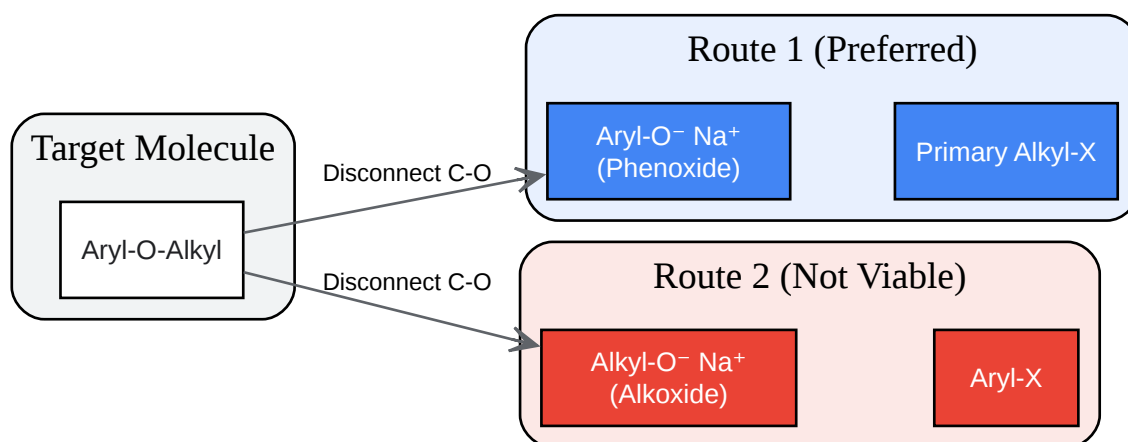 Target Molecule
Aryl-O-Alkyl
Disconnect C-O
Disconnect C-O
Route 1 (Preferred)
Aryl-O⁻ Na⁺
(Phenoxide)
Primary Alkyl-X
Route 2 (Not Viable)
Alkyl-O⁻ Na⁺
(Alkoxide)
Aryl-X